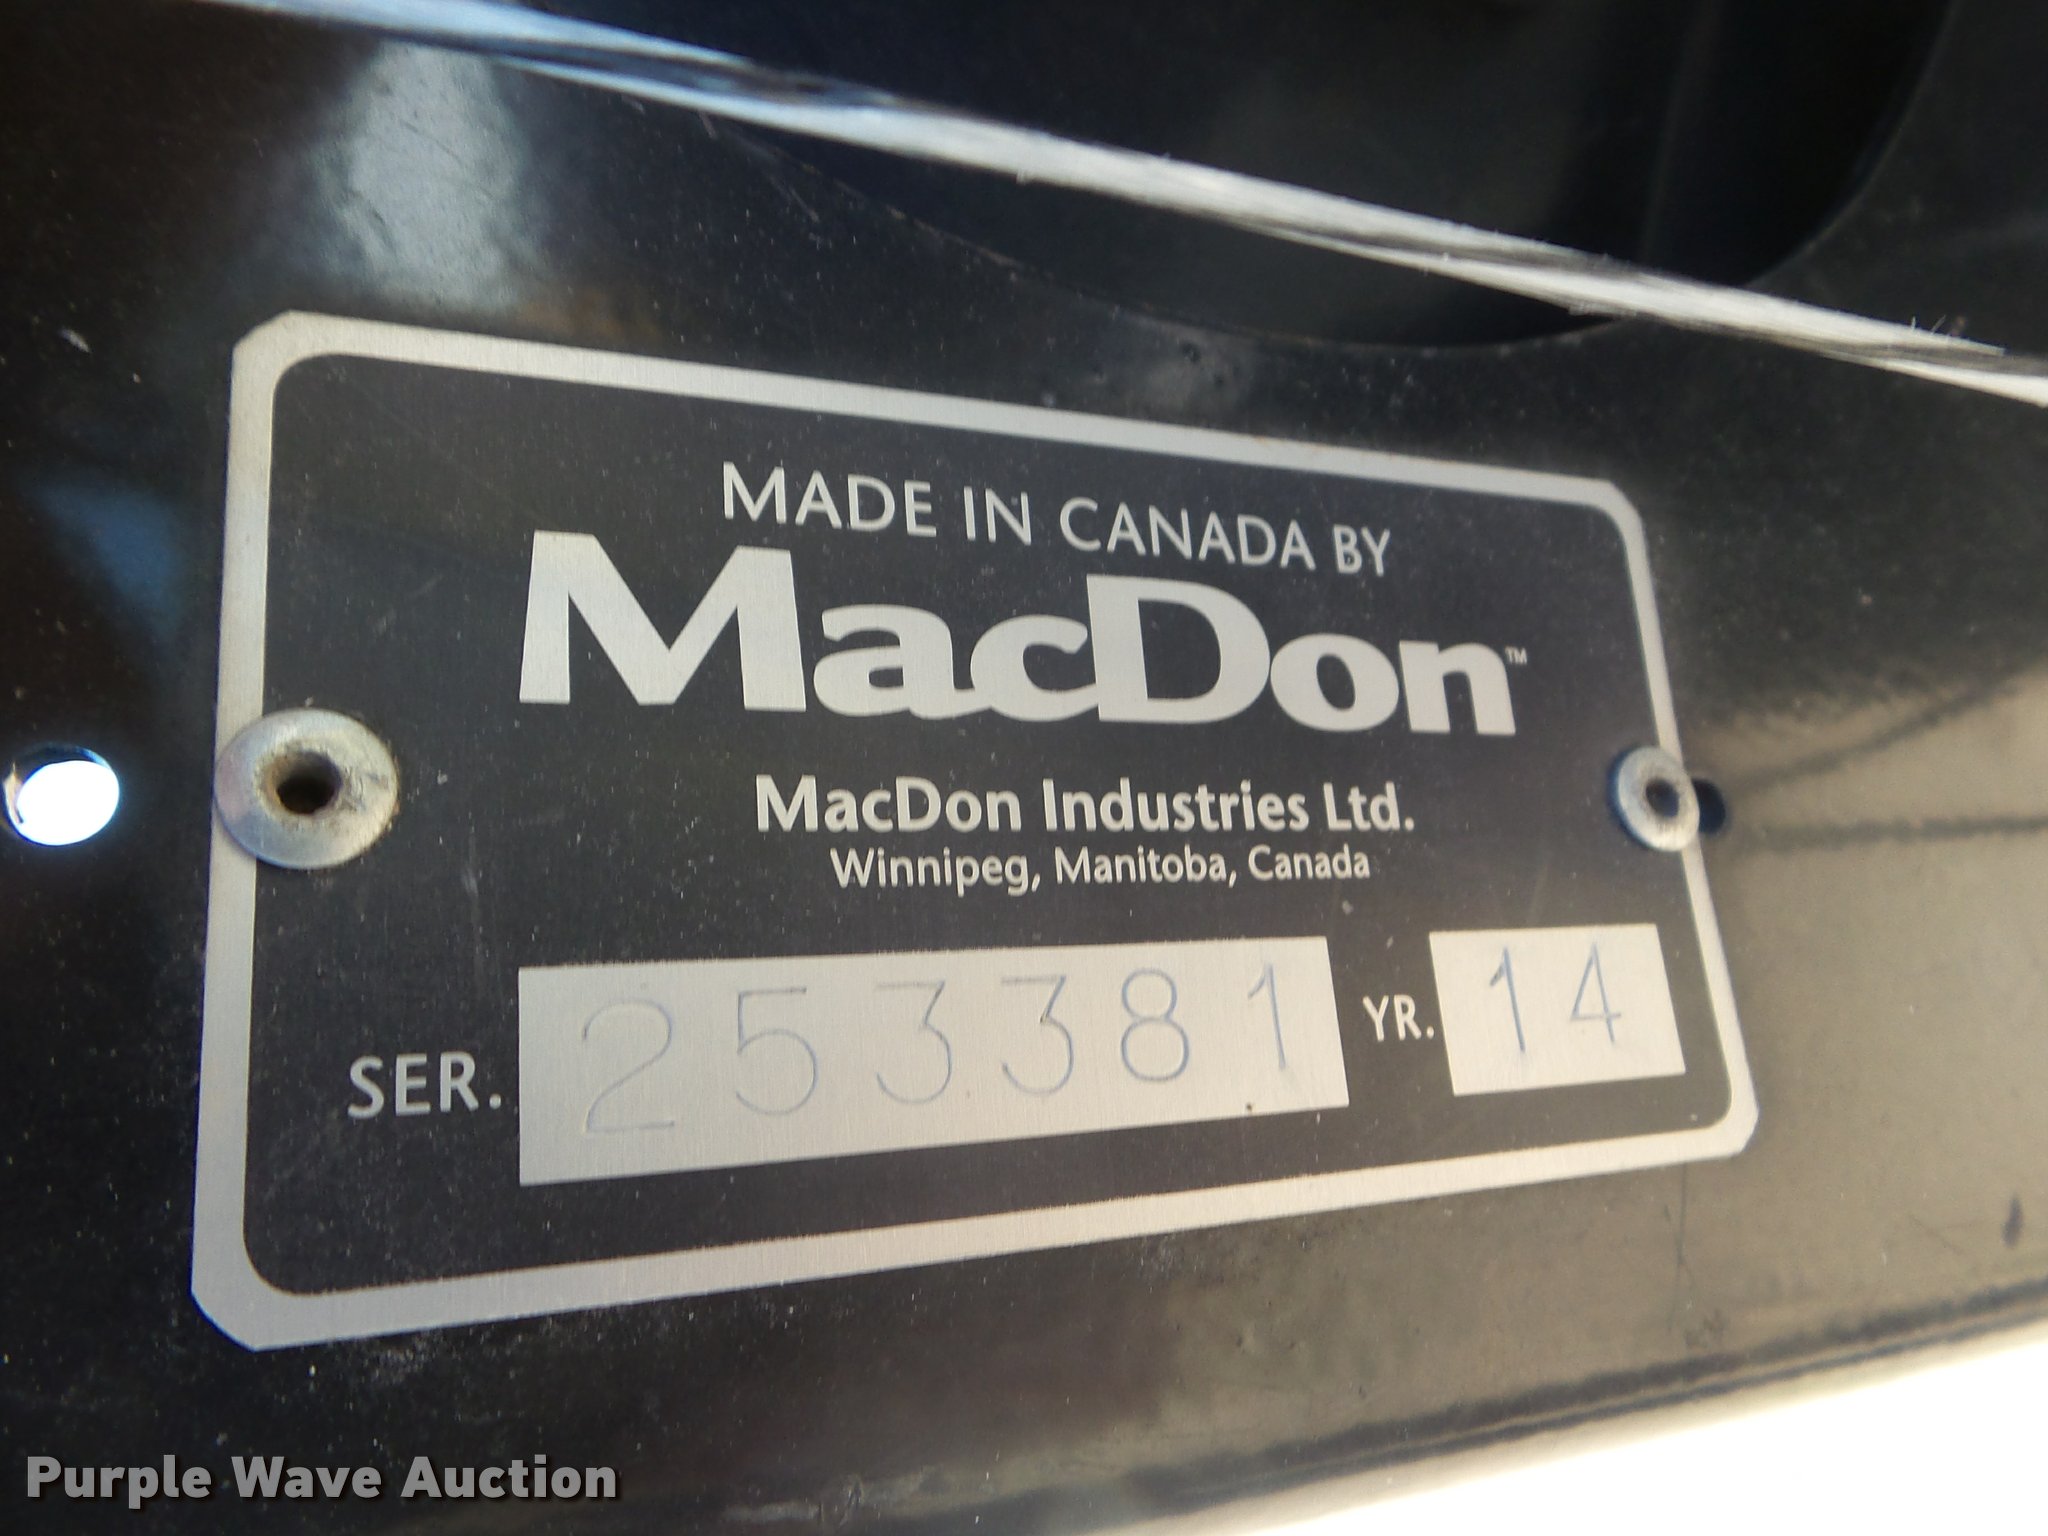 MADE IN CANADA BY
MacDon™
MacDon Industries Ltd.
Winnipeg, Manitoba, Canada
SER. 253381 YR. 14
Purple Wave Auction